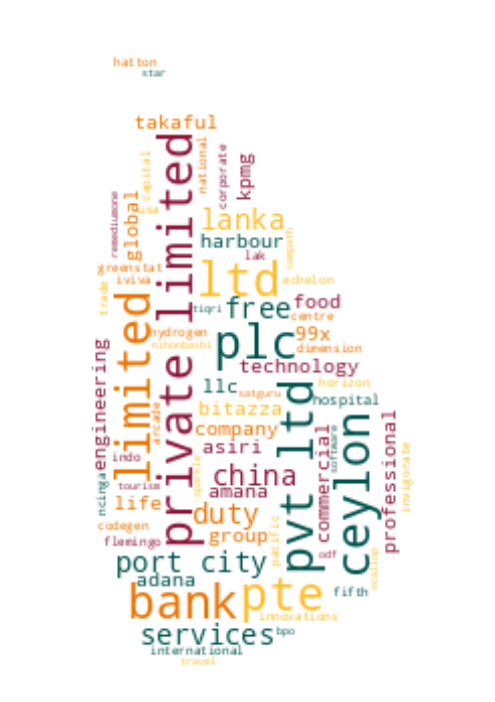 hatton
star
takaful
private limited
national
corporate
kpmg
capital
rsa
global
remediumone
lanka
harbour
sampath
lak
greenstat
iviva
ltd
echelon
trade
limited
tiqri
free
food
centre
hydrogen
nihonbashi
plc
99x
dimension
technology
engineering
llc
satguru
pvt ltd
horizon
hospital
bitazza
arcade
company
ceylon
asiri
commercial
software
professional
indo
china
sparkle
invigorate
tourism
amana
ncinga
life
duty
codegen
flemingo
group
pacific
port city
odf
scallap
adana
bank
pte
fifth
innovations
services
bpo
international
travel